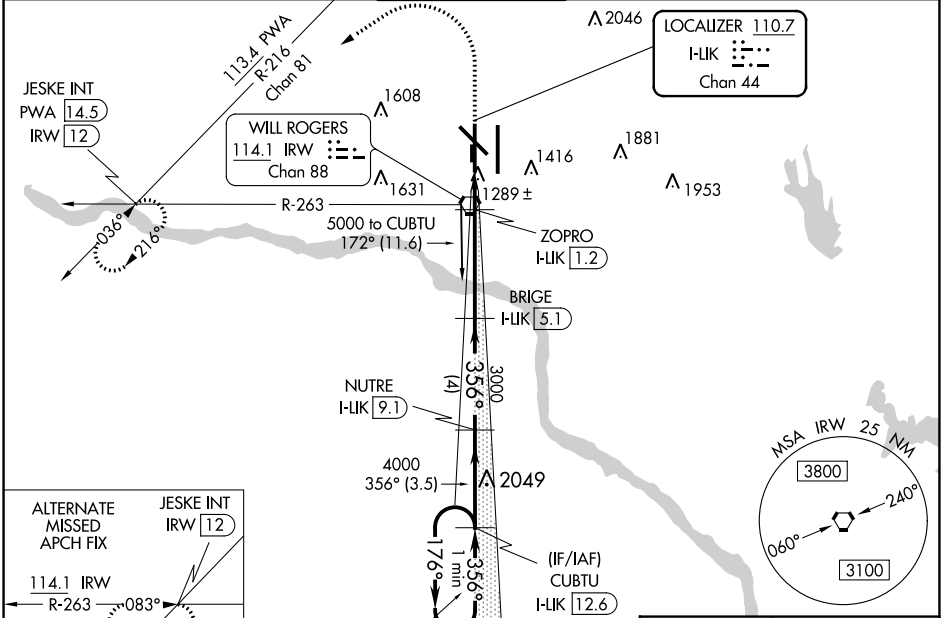 2046
LOCALIZER 110.7
I-LIK
Chan 44
113.4 PWA
R-216
Chan 81
JESKE INT
PWA 14.5
IRW 12
1608
WILL ROGERS
114.1 IRW
Chan 88
1631
1416
1881
1953
1289 ±
R-263
036°
216°
5000 to CUBTU
172° (11.6)
ZOPRO
I-LIK 1.2
BRIGE
I-LIK 5.1
356°
3000
(4)
NUTRE
I-LIK 9.1
4000
356° (3.5)
2049
MSA IRW 25 NM
3800
240°
060°
3100
176°
1 min
356°
(IF/IAF)
CUBTU
I-LIK 12.6
ALTERNATE
MISSED
APCH FIX
JESKE INT
IRW 12
114.1 IRW
R-263
083°